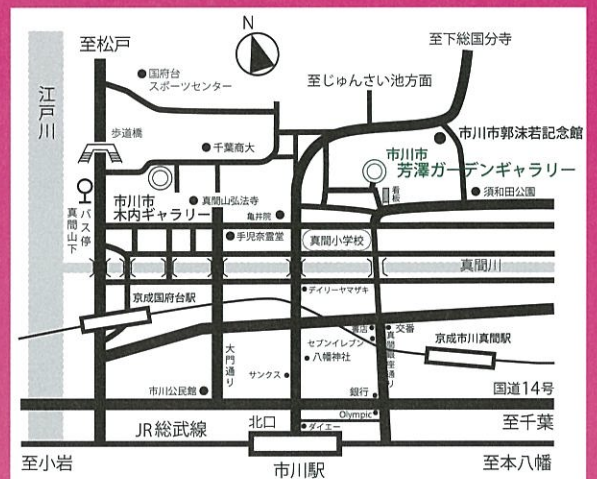 N
至松戸
至下総国分寺
国府台
スポーツセンター
至じゅんさい池方面
江戸川
歩道橋
千葉商大
市川市郭沫若記念館
市川市
芳澤ガーデンギャラリー
市川市
木内ギャラリー
真間山弘法寺
亀井院
看板
須和田公園
バス停
真間山下
手児奈霊堂
真間小学校
真間川
デイリーヤマザキ
京成国府台駅
書店
交番
セブンイレブン
八幡神社
真間銀座通り
京成市川真間駅
大門通り
サンクス
市川公民館
銀行
国道14号
Olympic
JR総武線
北口
ダイエー
至千葉
至小岩
市川駅
至本八幡